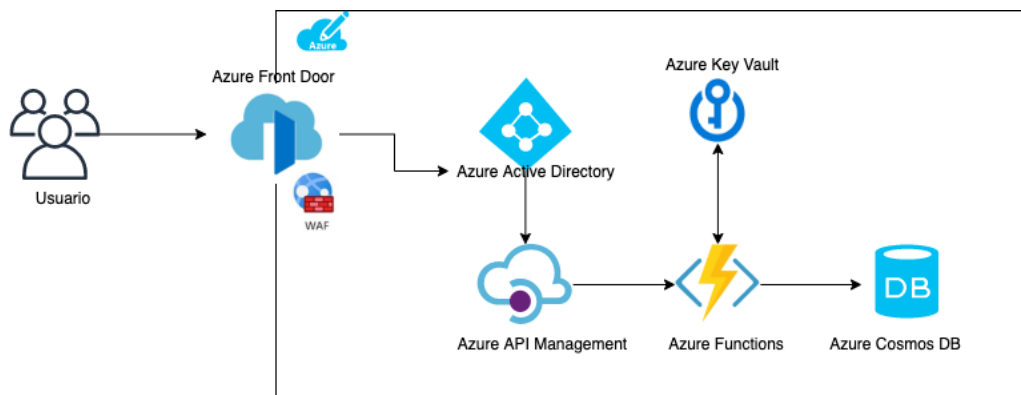 Azure
Azure Front Door
Azure Key Vault
Usuario
WAF
Azure Active Directory
DB
Azure API Management
Azure Functions
Azure Cosmos DB